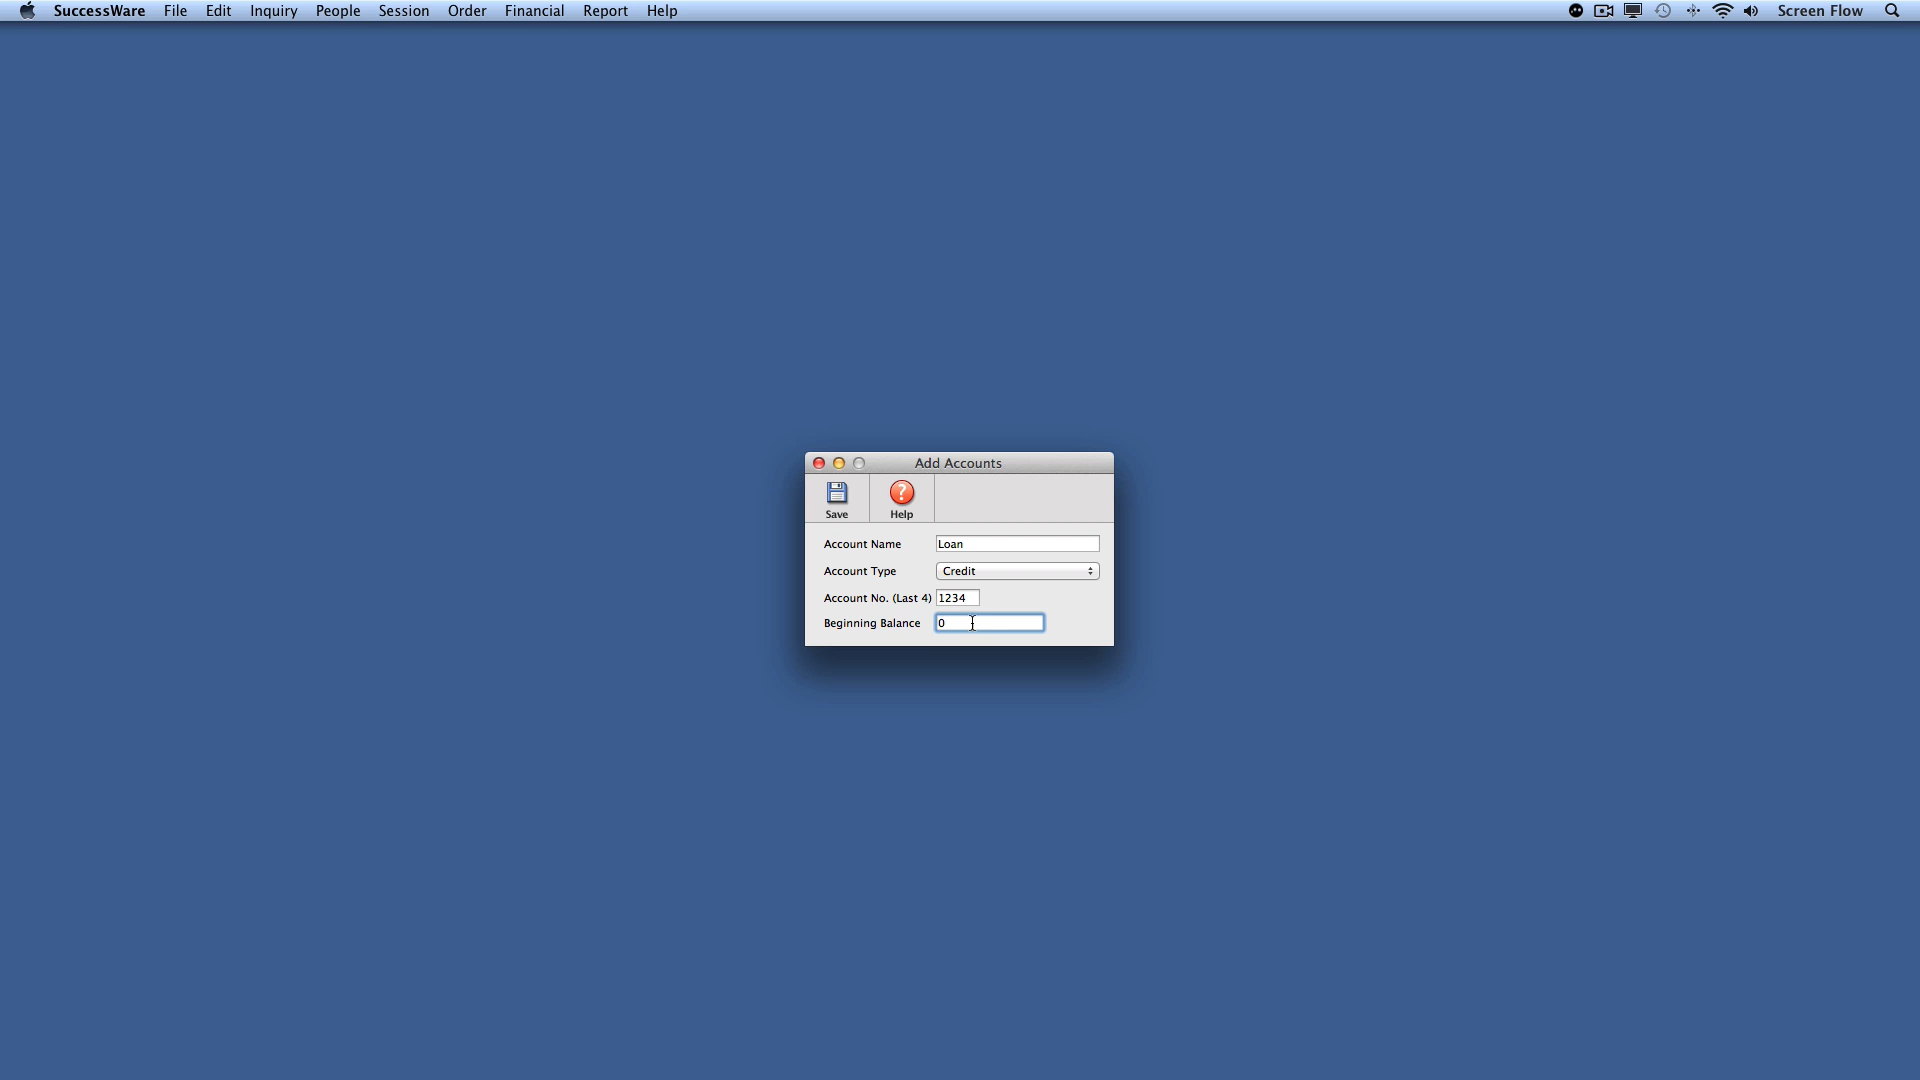 SuccessWare File Edit Inquiry People Session Order Financial Report Help Screen Flow
Add Accounts
Save Help
Account Name Loan
Account Type Credit
Account No. (Last 4) 1234
Beginning Balance 0